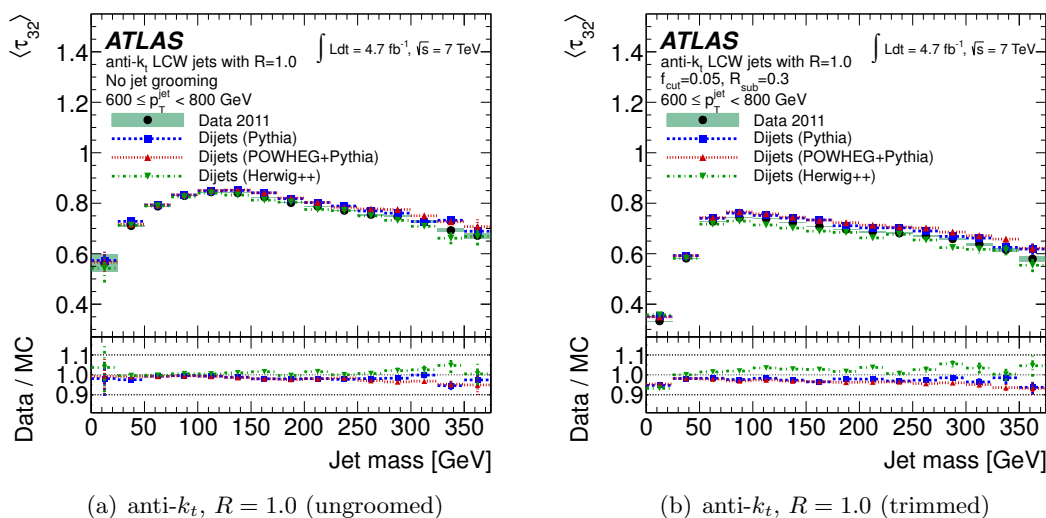 ⟨τ32⟩
ATLAS
∫ Ldt = 4.7 fb-1, √s = 7 TeV
anti-kt LCW jets with R=1.0
No jet grooming
600 ≤ pTjet < 800 GeV
Data 2011
Dijets (Pythia)
Dijets (POWHEG+Pythia)
Dijets (Herwig++)
1.4
1.2
1
0.8
0.6
0.4
Data / MC
1.1
1.0
0.9
0 50 100 150 200 250 300 350
Jet mass [GeV]
(a) anti-kt, R = 1.0 (ungroomed)
⟨τ32⟩
ATLAS
∫ Ldt = 4.7 fb-1, √s = 7 TeV
anti-kt LCW jets with R=1.0
fcut=0.05, Rsub=0.3
600 ≤ pTjet < 800 GeV
Data 2011
Dijets (Pythia)
Dijets (POWHEG+Pythia)
Dijets (Herwig++)
1.4
1.2
1
0.8
0.6
0.4
Data / MC
1.1
1.0
0.9
0 50 100 150 200 250 300 350
Jet mass [GeV]
(b) anti-kt, R = 1.0 (trimmed)